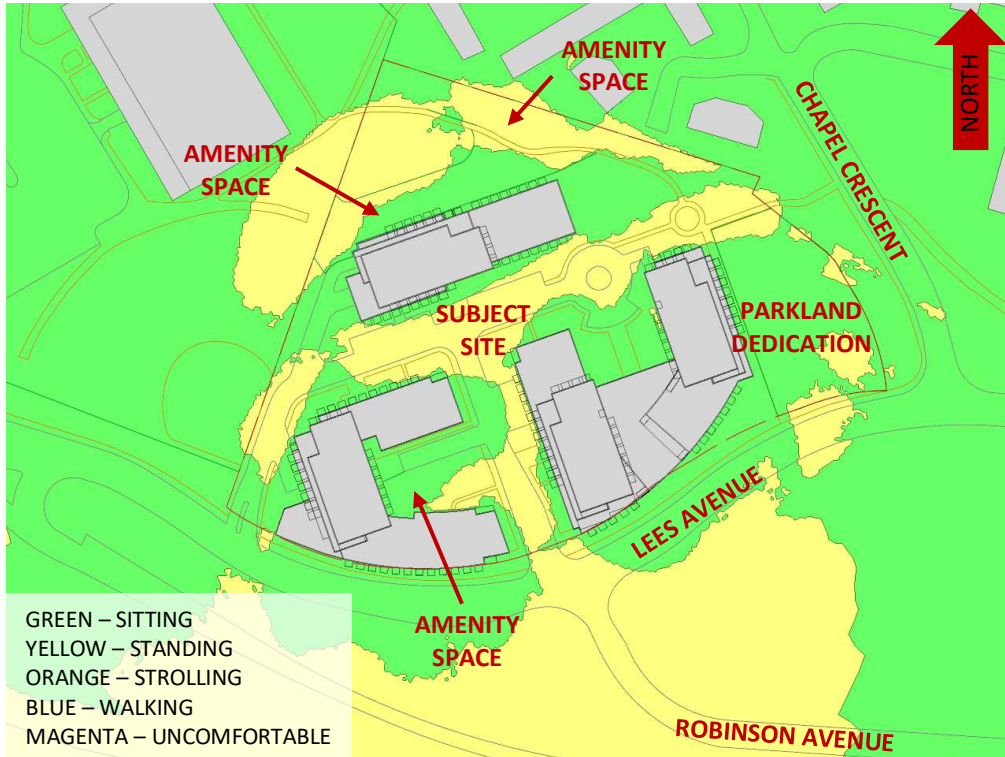 AMENITY
SPACE
NORTH
AMENITY
SPACE
CHAPEL CRESCENT
SUBJECT
SITE
PARKLAND
DEDICATION
LEES AVENUE
AMENITY
SPACE
GREEN – SITTING
YELLOW – STANDING
ORANGE – STROLLING
BLUE – WALKING
MAGENTA – UNCOMFORTABLE
ROBINSON AVENUE